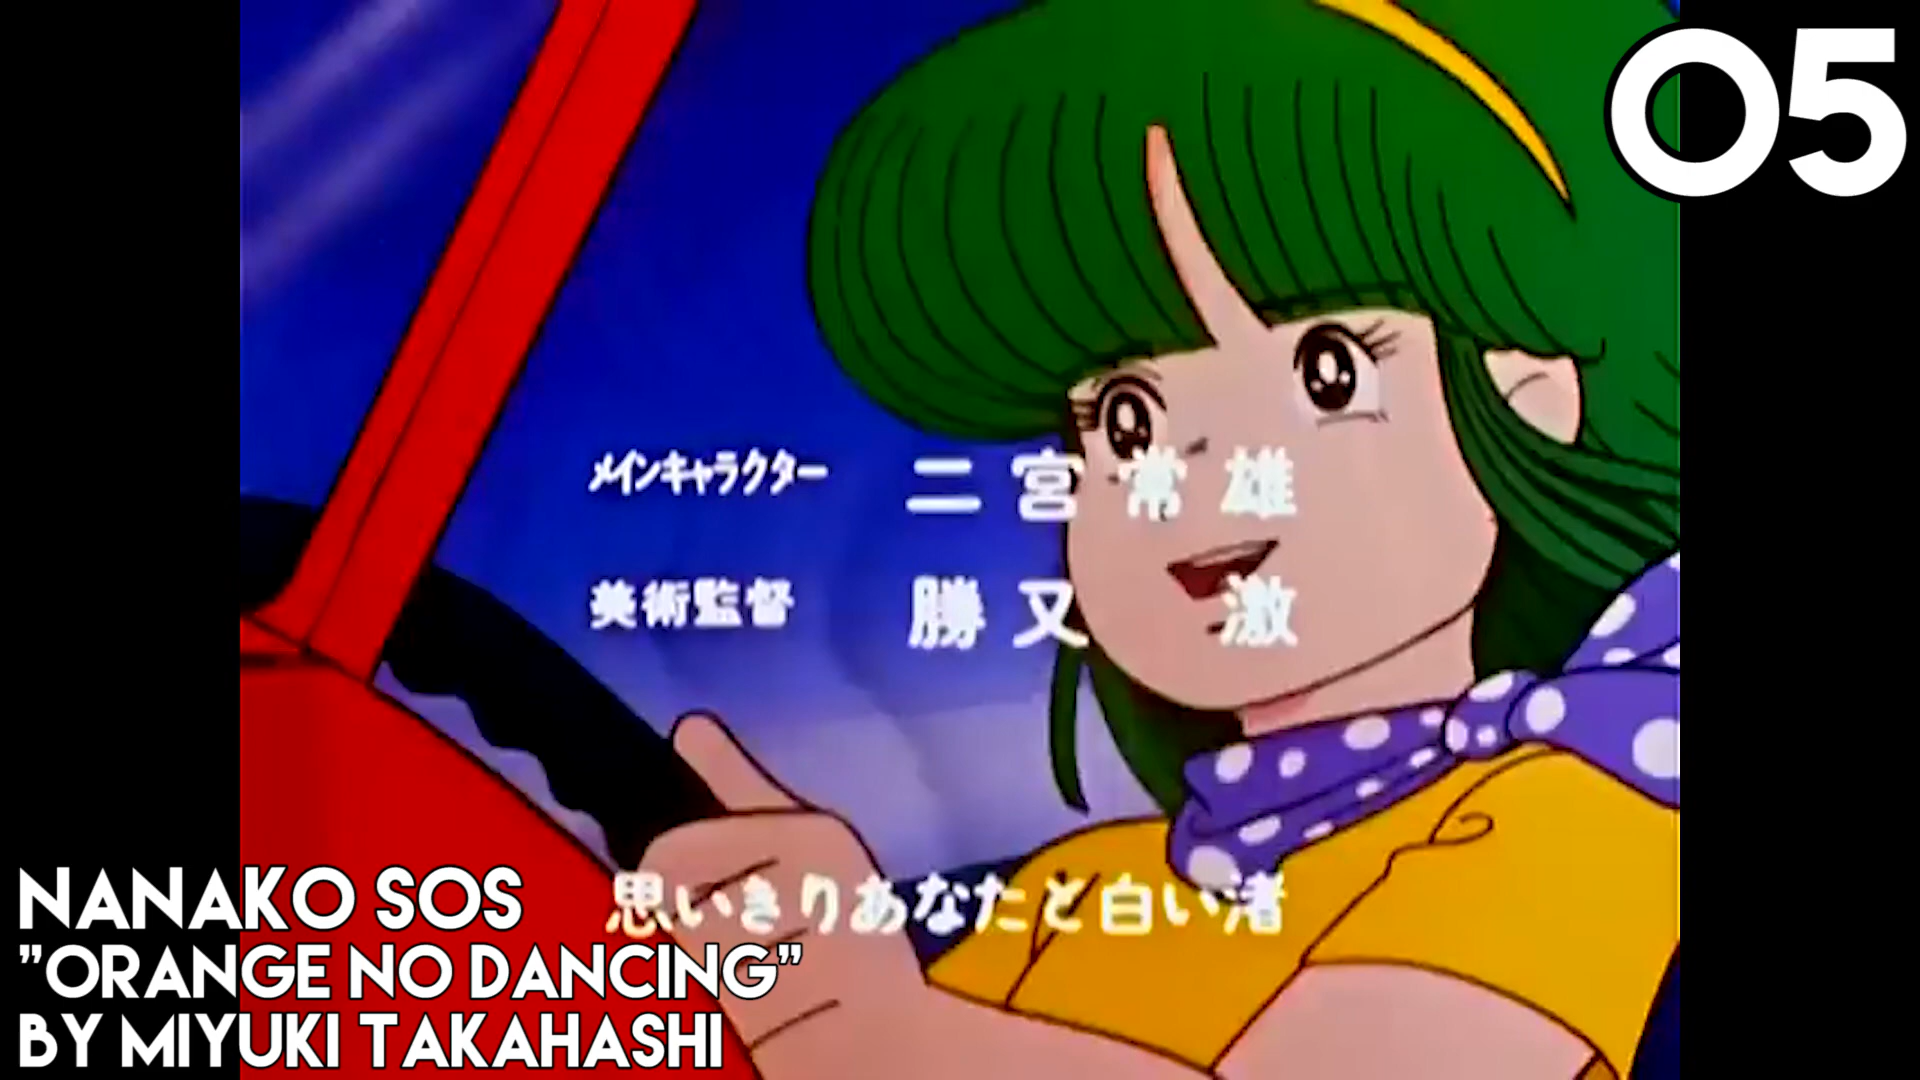 05
メインキャラクター 二宮常雄
美術監督 勝又 激
思いきりあなたと白い渚
NANAKO SOS
"ORANGE NO DANCING"
BY MIYUKI TAKAHASHI